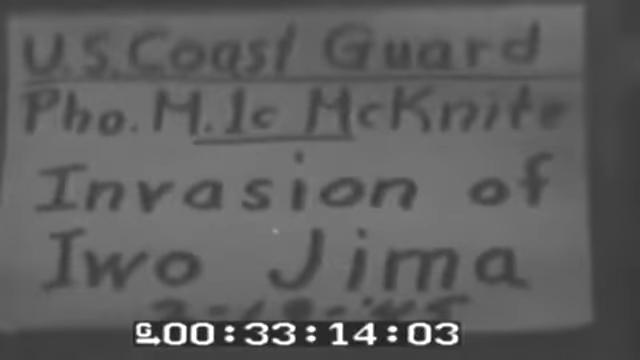 U.S. Coast Guard
Pho. M.1c McKnite
Invasion of
Iwo Jima
00:33:14:03